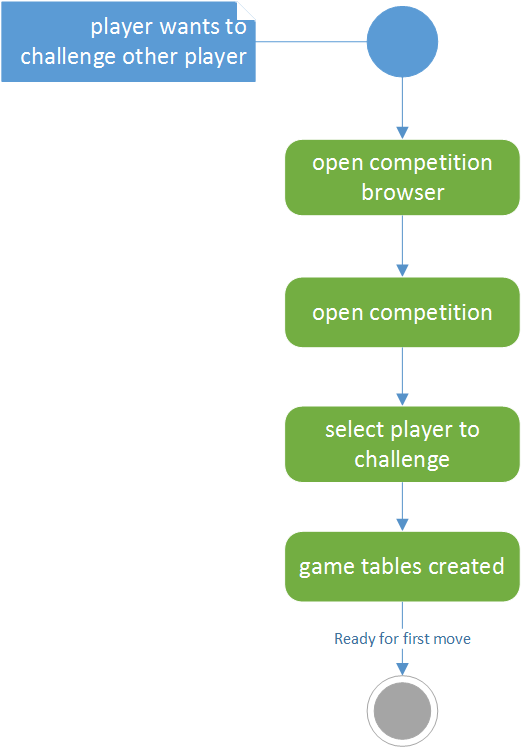 player wants to
challenge other player
open competition
browser
open competition
select player to
challenge
game tables created
Ready for first move